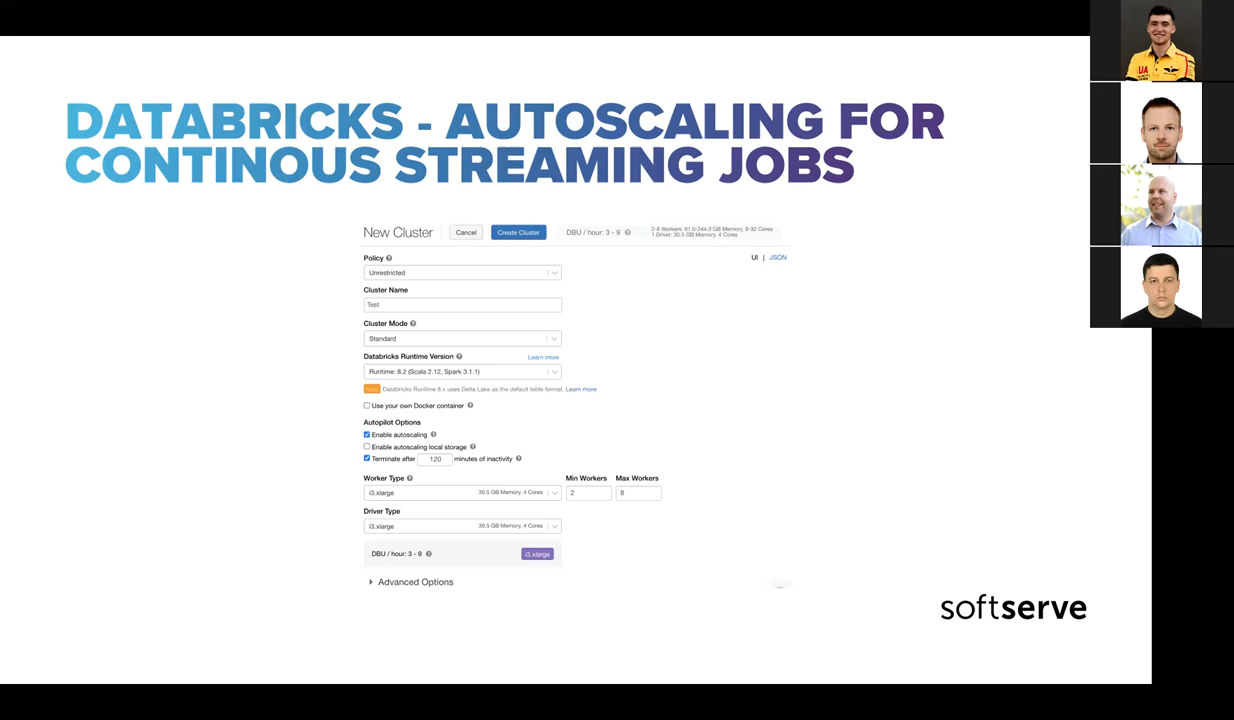 DATABRICKS - AUTOSCALING FOR
CONTINOUS STREAMING JOBS
New Cluster Cancel Create Cluster DBU / hour: 3 - 9 2-8 Workers: 61.0-244.0 GB Memory, 8-32 Cores
1 Driver: 30.5 GB Memory, 4 Cores
UI | JSON
Policy
Unrestricted
Cluster Name
Test
Cluster Mode
Standard
Databricks Runtime Version Learn more
Runtime: 8.2 (Scala 2.12, Spark 3.1.1)
Databricks Runtime 8.x uses Delta Lake as the default table format. Learn more
Use your own Docker container
Autopilot Options
Enable autoscaling
Enable autoscaling local storage
Terminate after 120 minutes of inactivity
Worker Type Min Workers Max Workers
i3.xlarge 30.5 GB Memory, 4 Cores 2 8
Driver Type
i3.xlarge 30.5 GB Memory, 4 Cores
DBU / hour: 3 - 9 i3.xlarge
Advanced Options
softserve
UA